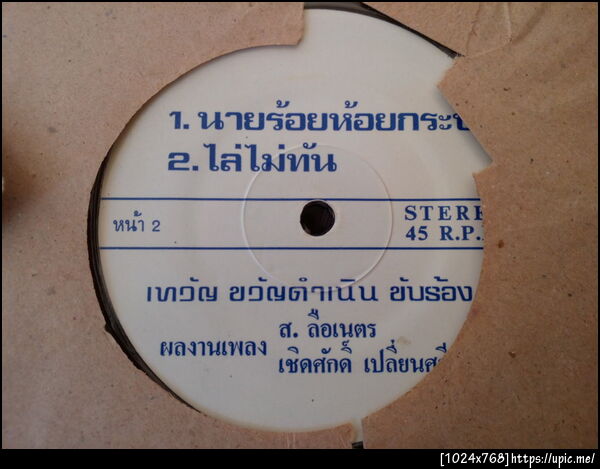 1. นายร้อยห้อยกระ
2. ไล่ไม่ทัน
หน้า 2
STERE
45 R.P.
เทวัญ ขวัญดำเนิน ขับร้อง
ผลงานเพลง
ส. ลือเนตร
เชิดศักดิ์ เปลี่ยนศรี
[1024x768]https://upic.me/